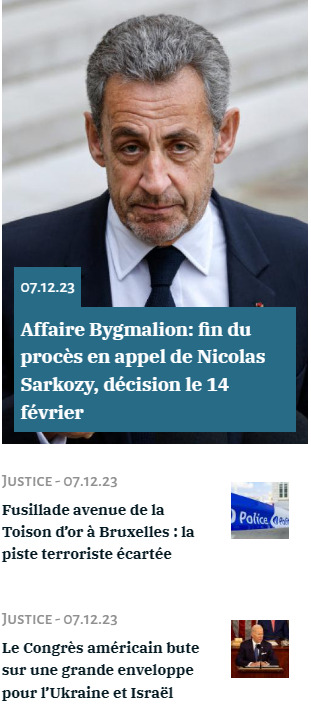 07.12.23
Affaire Bygmalion: fin du
procès en appel de Nicolas
Sarkozy, décision le 14
février
Justice - 07.12.23
Fusillade avenue de la
Toison d’or à Bruxelles : la
piste terroriste écartée
Police
Justice - 07.12.23
Le Congrès américain bute
sur une grande enveloppe
pour l’Ukraine et Israël